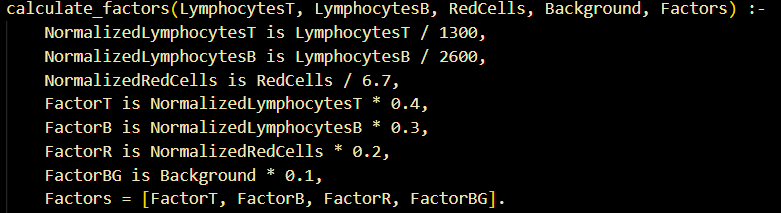 calculate_factors(LymphocytesT, LymphocytesB, RedCells, Background, Factors) :-
    NormalizedLymphocytesT is LymphocytesT / 1300,
    NormalizedLymphocytesB is LymphocytesB / 2600,
    NormalizedRedCells is RedCells / 6.7,
    FactorT is NormalizedLymphocytesT * 0.4,
    FactorB is NormalizedLymphocytesB * 0.3,
    FactorR is NormalizedRedCells * 0.2,
    FactorBG is Background * 0.1,
    Factors = [FactorT, FactorB, FactorR, FactorBG].